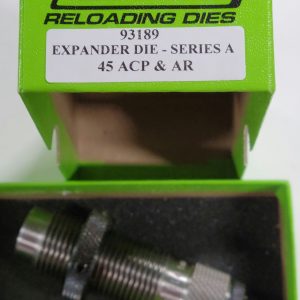 RELOADING DIES
93189
EXPANDER DIE - SERIES A
45 ACP & AR